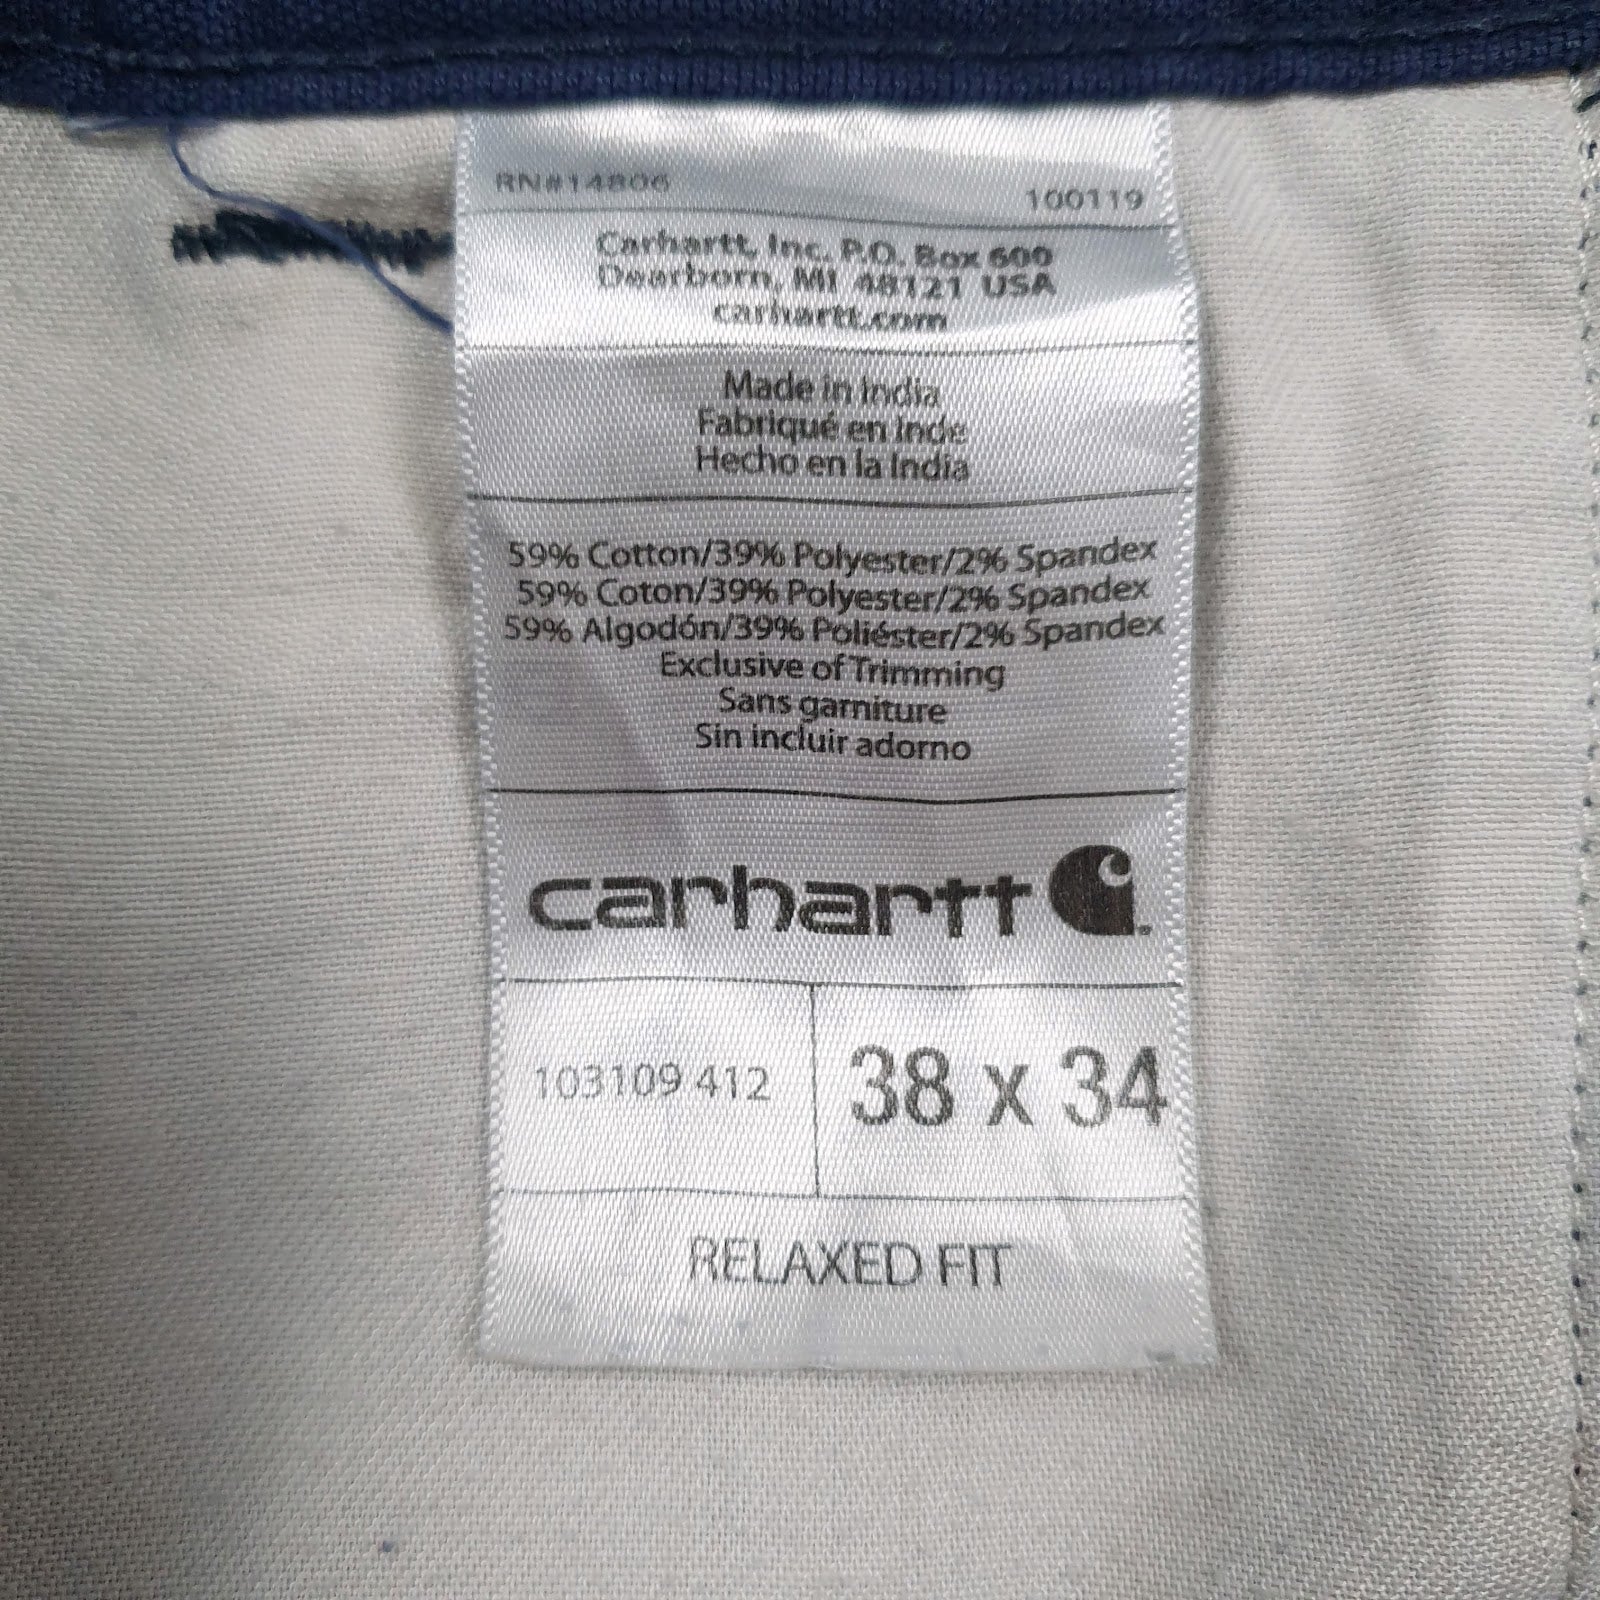 RN#14806 100119
Carhartt, Inc. P.O. Box 600
Dearborn, MI 48121 USA
carhartt.com
Made in India
Fabriqué en Inde
Hecho en la India
59% Cotton/39% Polyester/2% Spandex
59% Coton/39% Polyester/2% Spandex
59% Algodón/39% Poliéster/2% Spandex
Exclusive of Trimming
Sans garniture
Sin incluir adorno
carhartt
103109 412 38 x 34
RELAXED FIT